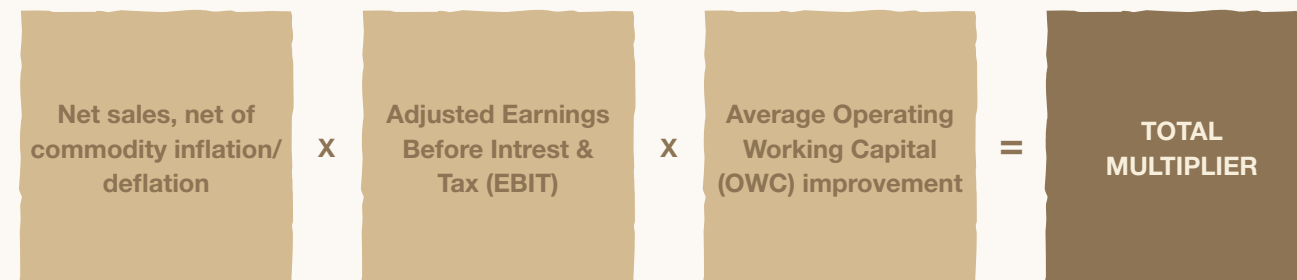 Net sales, net of
commodity inflation/
deflation
x
Adjusted Earnings
Before Intrest &
Tax (EBIT)
x
Average Operating
Working Capital
(OWC) improvement
=
TOTAL
MULTIPLIER